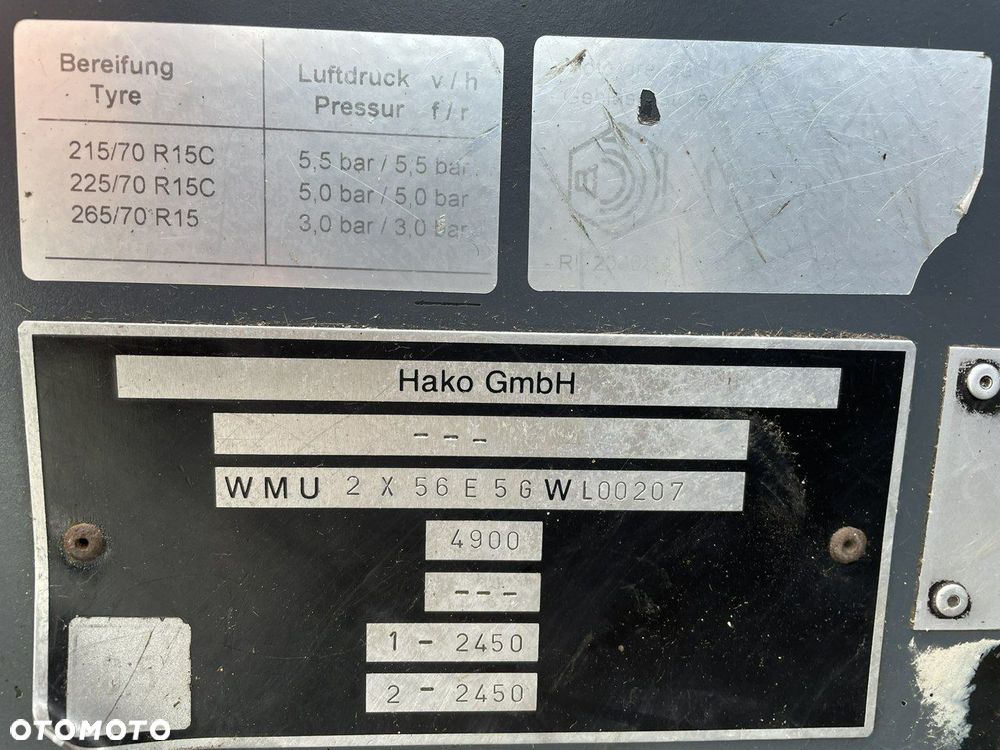 Bereifung
Tyre
Luftdruck v / h
Pressur f / r
215/70 R15C 5,5 bar / 5,5 bar
225/70 R15C 5,0 bar / 5,0 bar
265/70 R15 3,0 bar / 3,0 bar
Hako GmbH
---
WMU 2 X 56 E 5G WL00207
4900
---
1 - 2450
2 - 2450
OTOMOTO